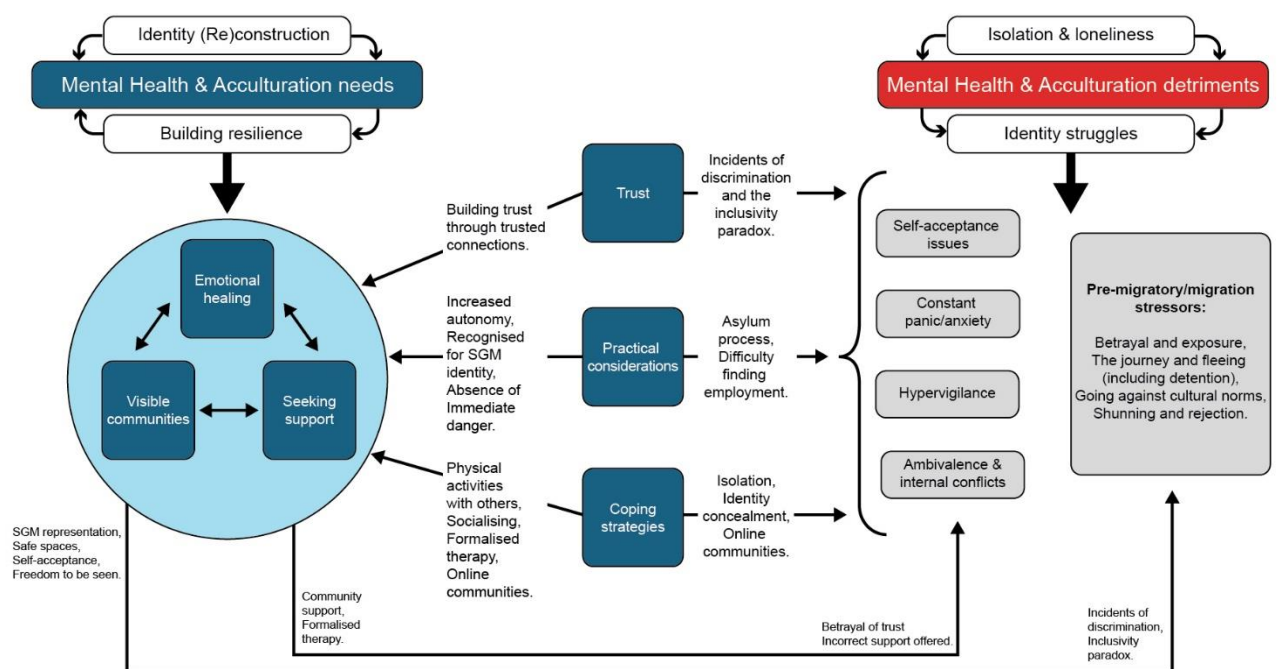 Identity (Re)construction
Mental Health & Acculturation needs
Building resilience
Isolation & loneliness
Mental Health & Acculturation detriments
Identity struggles
Emotional
healing
Visible
communities
Seeking
support
Building trust
through trusted
connections.
Trust
Incidents of
discrimination
and the
inclusivity
paradox.
Increased
autonomy,
Recognised
for SGM
identity,
Absence of
Immediate
danger.
Practical
considerations
Asylum
process,
Difficulty
finding
employment.
Physical
activities
with others,
Socialising,
Formalised
therapy,
Online
communities.
Coping
strategies
Isolation,
Identity
concealment,
Online
communities.
Self-acceptance
issues
Constant
panic/anxiety
Hypervigilance
Ambivalence &
internal conflicts
Pre-migratory/migration
stressors:
Betrayal and exposure,
The journey and fleeing
(including detention),
Going against cultural norms,
Shunning and rejection.
SGM representation,
Safe spaces,
Self-acceptance,
Freedom to be seen.
Community
support,
Formalised
therapy.
Betrayal of trust
Incorrect support offered.
Incidents of
discrimination,
Inclusivity
paradox.